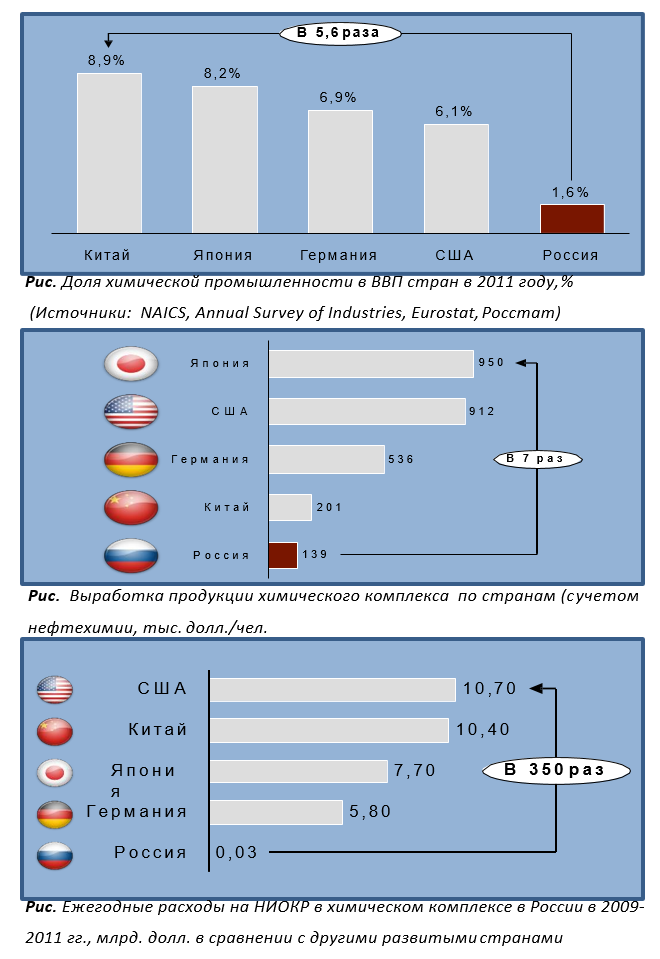 В 5,6 раза
8,9%
8,2%
6,9%
6,1%
1,6%
Китай Япония Германия США Россия
Рис. Доля химической промышленности в ВВП стран в 2011 году,%
(Источники: NAICS, Annual Survey of Industries, Eurostat, Росстат)
Япония 950
США 912
Германия 536
В 7 раз
Китай 201
Россия 139
Рис. Выработка продукции химического комплекса по странам (с учетом
нефтехимии, тыс. долл./чел.
США 10,70
Китай 10,40
Япони
я
7,70
В 350 раз
Германия 5,80
Россия 0,03
Рис. Ежегодные расходы на НИОКР в химическом комплексе в России в 2009-
2011 гг., млрд. долл. в сравнении с другими развитыми странами